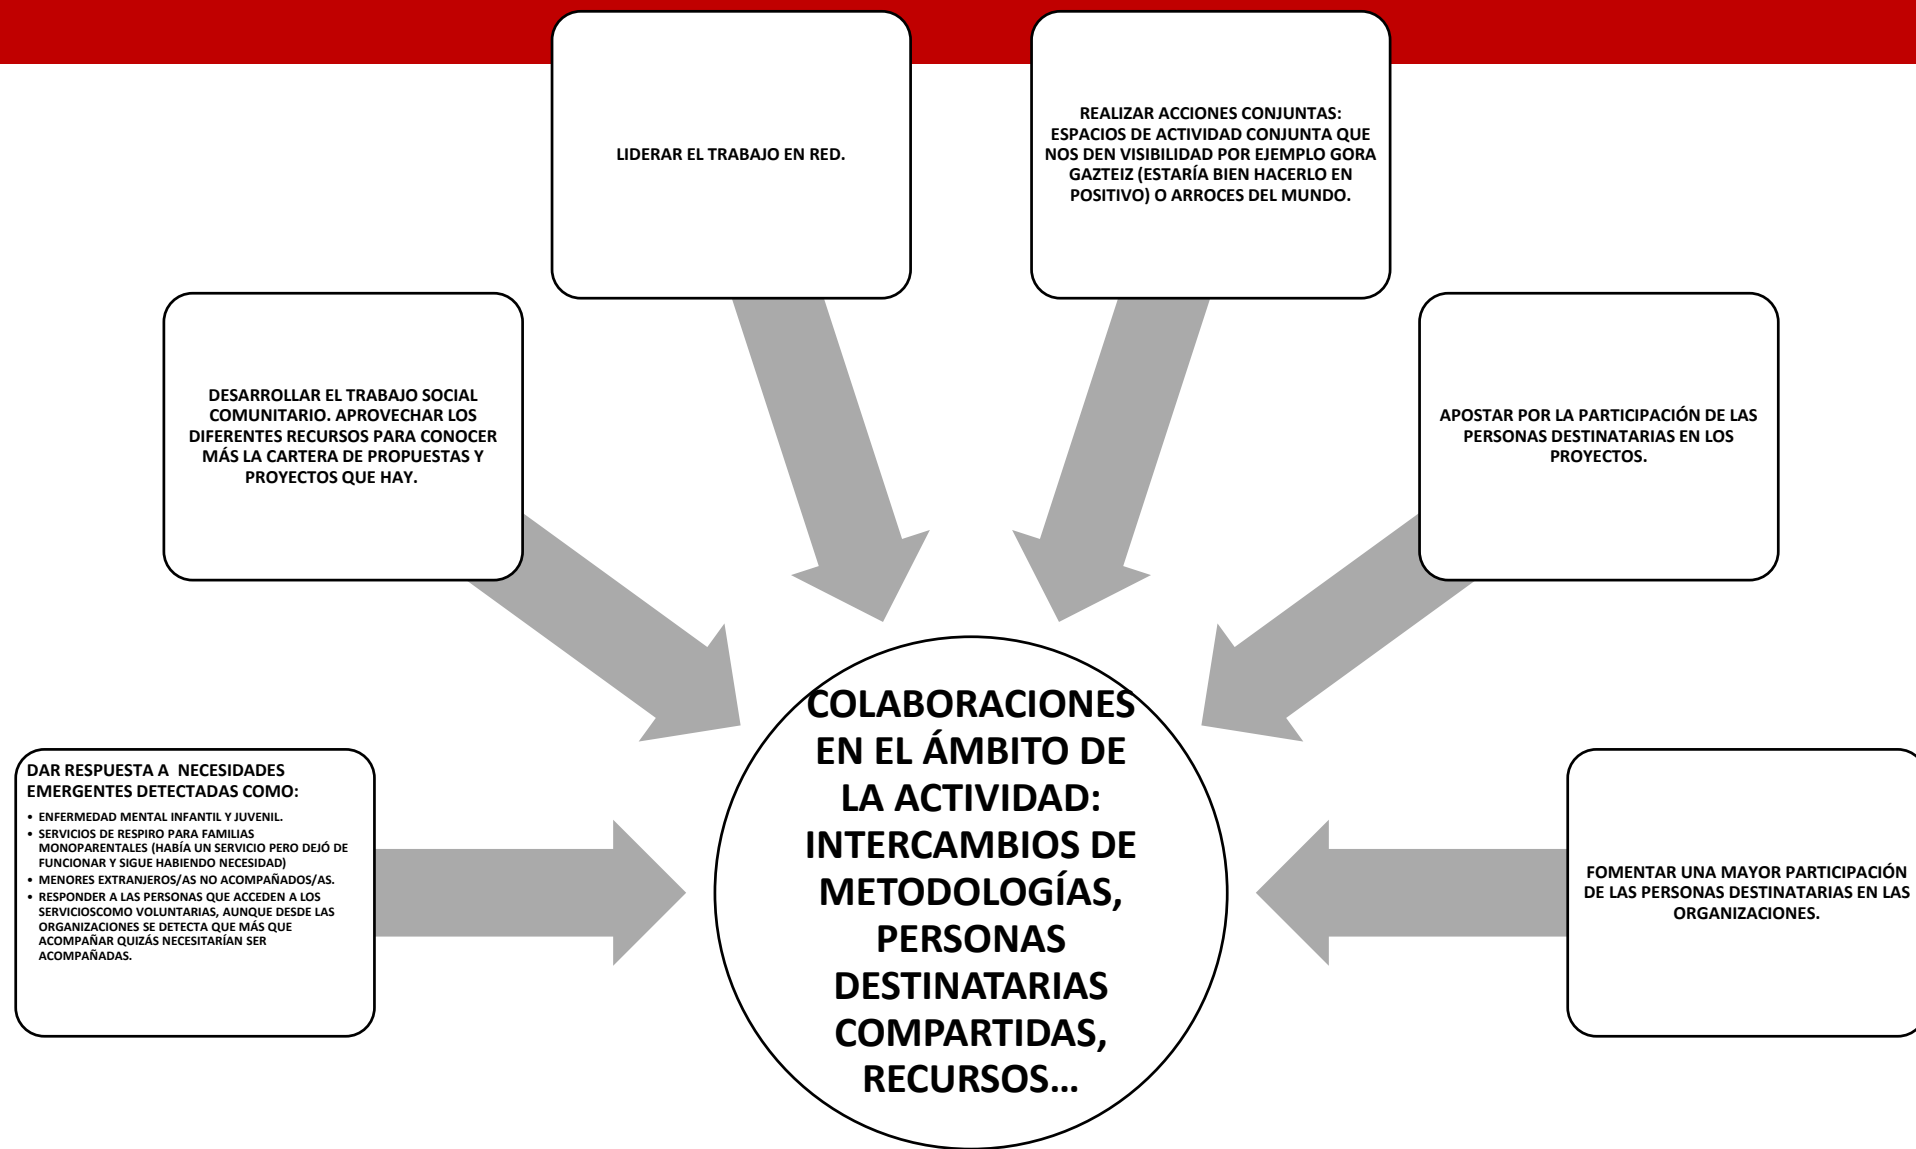 LIDERAR EL TRABAJO EN RED.
REALIZAR ACCIONES CONJUNTAS:
ESPACIOS DE ACTIVIDAD CONJUNTA QUE
NOS DEN VISIBILIDAD POR EJEMPLO GORA
GAZTEIZ (ESTARÍA BIEN HACERLO EN
POSITIVO) O ARROCES DEL MUNDO.
DESARROLLAR EL TRABAJO SOCIAL
COMUNITARIO. APROVECHAR LOS
DIFERENTES RECURSOS PARA CONOCER
MÁS LA CARTERA DE PROPUESTAS Y
PROYECTOS QUE HAY.
APOSTAR POR LA PARTICIPACIÓN DE LAS
PERSONAS DESTINATARIAS EN LOS
PROYECTOS.
DAR RESPUESTA A  NECESIDADES
EMERGENTES DETECTADAS COMO:
• ENFERMEDAD MENTAL INFANTIL Y JUVENIL.
• SERVICIOS DE RESPIRO PARA FAMILIAS
MONOPARENTALES (HABÍA UN SERVICIO PERO DEJÓ DE
FUNCIONAR Y SIGUE HABIENDO NECESIDAD)
• MENORES EXTRANJEROS/AS NO ACOMPAÑADOS/AS.
• RESPONDER A LAS PERSONAS QUE ACCEDEN A LOS
SERVICIOSCOMO VOLUNTARIAS, AUNQUE DESDE LAS
ORGANIZACIONES SE DETECTA QUE MÁS QUE
ACOMPAÑAR QUIZÁS NECESITARÍAN SER
ACOMPAÑADAS.
COLABORACIONES
EN EL ÁMBITO DE
LA ACTIVIDAD:
INTERCAMBIOS DE
METODOLOGÍAS,
PERSONAS
DESTINATARIAS
COMPARTIDAS,
RECURSOS…
FOMENTAR UNA MAYOR PARTICIPACIÓN
DE LAS PERSONAS DESTINATARIAS EN LAS
ORGANIZACIONES.